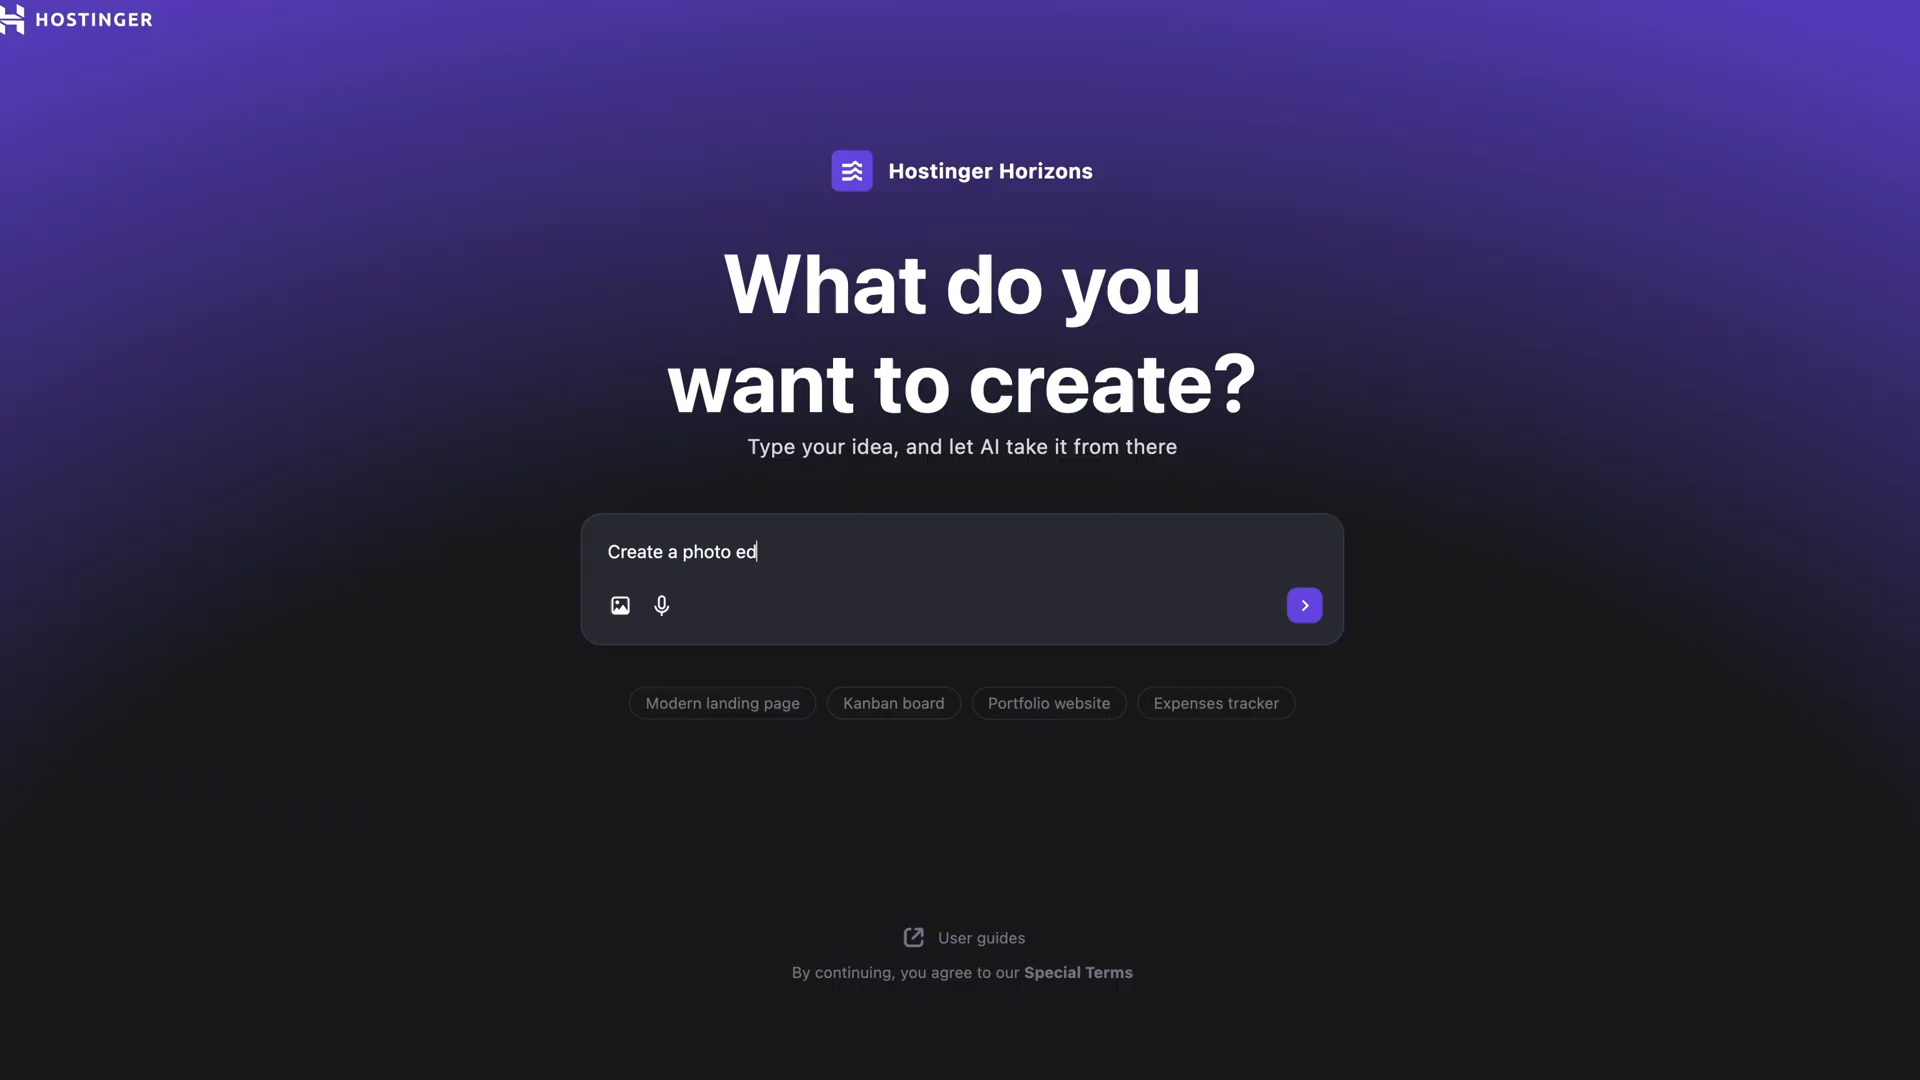 HOSTINGER
Hostinger Horizons
What do you
want to create?
Type your idea, and let AI take it from there
Create a photo ed
Modern landing page
Kanban board
Portfolio website
Expenses tracker
User guides
By continuing, you agree to our Special Terms